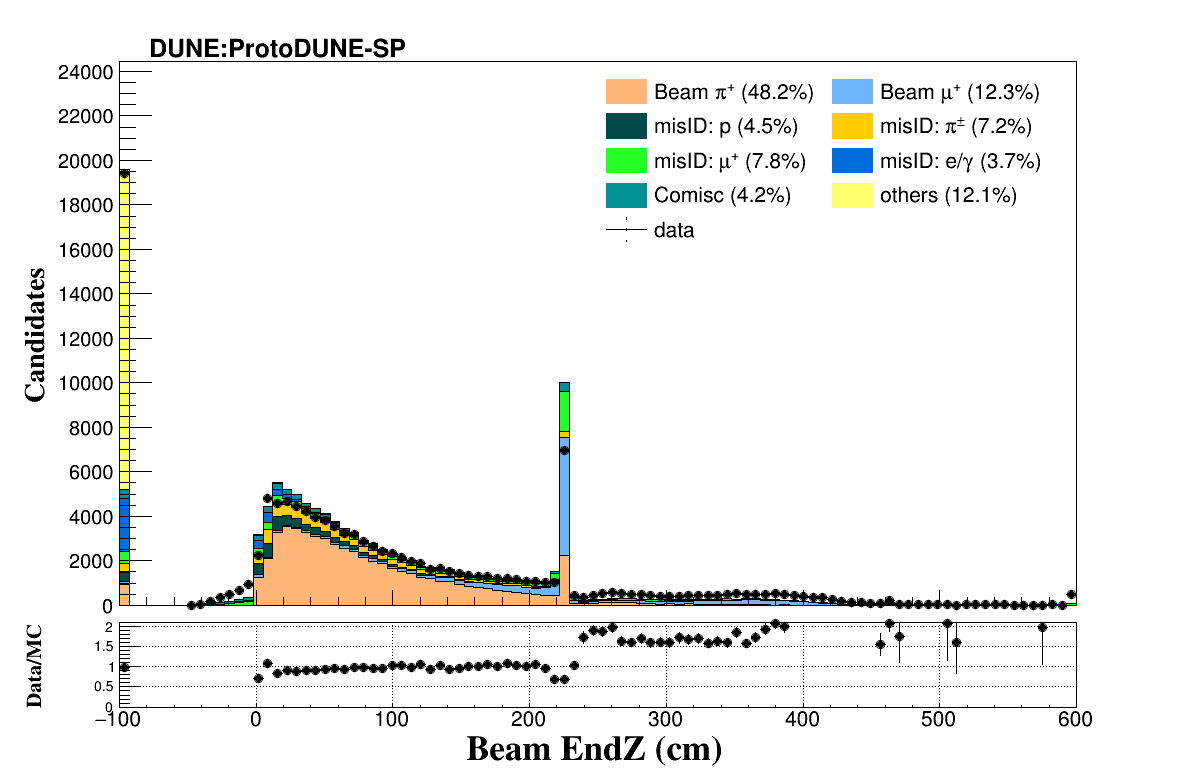 DUNE:ProtoDUNE-SP
24000
22000
20000
18000
16000
14000
12000
10000
8000
6000
4000
2000
0
Candidates
Beam π⁺ (48.2%)
Beam μ⁺ (12.3%)
misID: p (4.5%)
misID: π± (7.2%)
misID: μ⁺ (7.8%)
misID: e/γ (3.7%)
Comisc (4.2%)
others (12.1%)
data
2
1.5
1
0.5
0
Data/MC
−100 0 100 200 300 400 500 600
Beam EndZ (cm)